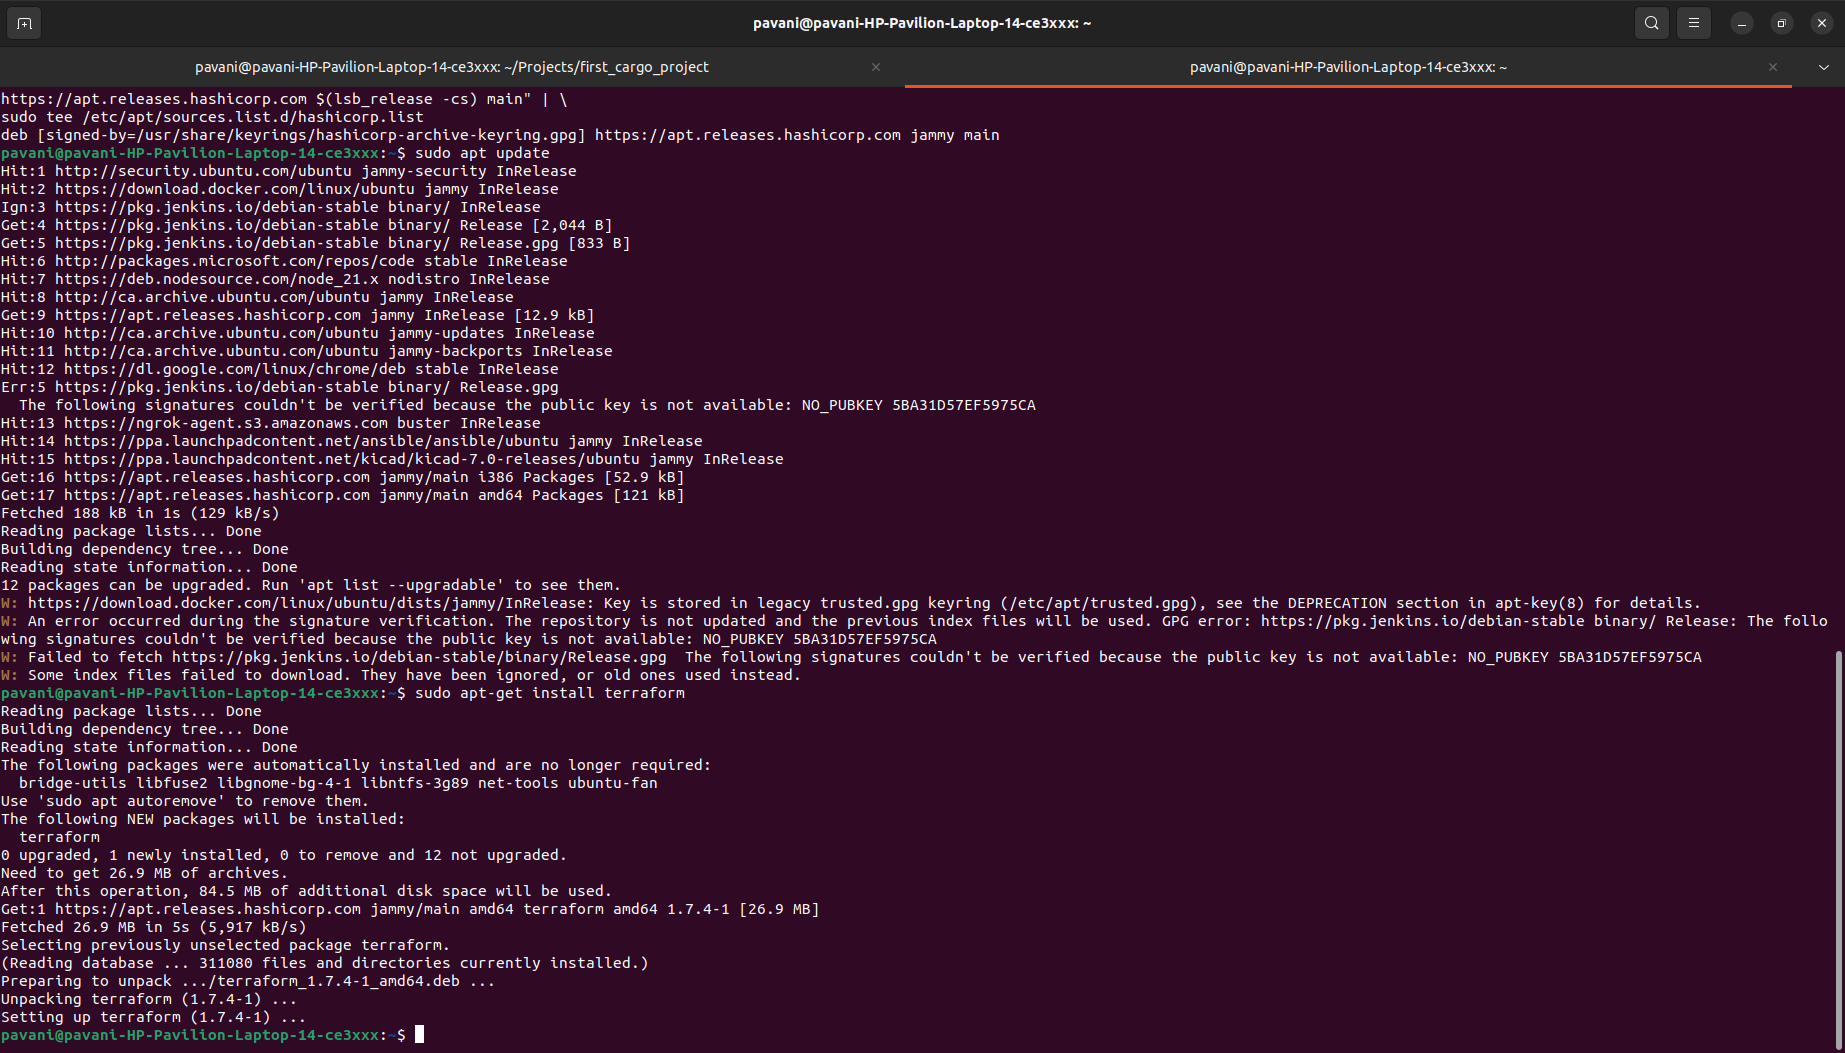 pavani@pavani-HP-Pavilion-Laptop-14-ce3xxx: ~
pavani@pavani-HP-Pavilion-Laptop-14-ce3xxx: ~/Projects/first_cargo_project
pavani@pavani-HP-Pavilion-Laptop-14-ce3xxx: ~
https://apt.releases.hashicorp.com $(lsb_release -cs) main" | \
sudo tee /etc/apt/sources.list.d/hashicorp.list
deb [signed-by=/usr/share/keyrings/hashicorp-archive-keyring.gpg] https://apt.releases.hashicorp.com jammy main
pavani@pavani-HP-Pavilion-Laptop-14-ce3xxx:~$ sudo apt update
Hit:1 http://security.ubuntu.com/ubuntu jammy-security InRelease
Hit:2 https://download.docker.com/linux/ubuntu jammy InRelease
Ign:3 https://pkg.jenkins.io/debian-stable binary/ InRelease
Get:4 https://pkg.jenkins.io/debian-stable binary/ Release [2,044 B]
Get:5 https://pkg.jenkins.io/debian-stable binary/ Release.gpg [833 B]
Hit:6 http://packages.microsoft.com/repos/code stable InRelease
Hit:7 https://deb.nodesource.com/node_21.x nodistro InRelease
Hit:8 http://ca.archive.ubuntu.com/ubuntu jammy InRelease
Get:9 https://apt.releases.hashicorp.com jammy InRelease [12.9 kB]
Hit:10 http://ca.archive.ubuntu.com/ubuntu jammy-updates InRelease
Hit:11 http://ca.archive.ubuntu.com/ubuntu jammy-backports InRelease
Hit:12 https://dl.google.com/linux/chrome/deb stable InRelease
Err:5 https://pkg.jenkins.io/debian-stable binary/ Release.gpg
  The following signatures couldn't be verified because the public key is not available: NO_PUBKEY 5BA31D57EF5975CA
Hit:13 https://ngrok-agent.s3.amazonaws.com buster InRelease
Hit:14 https://ppa.launchpadcontent.net/ansible/ansible/ubuntu jammy InRelease
Hit:15 https://ppa.launchpadcontent.net/kicad/kicad-7.0-releases/ubuntu jammy InRelease
Get:16 https://apt.releases.hashicorp.com jammy/main i386 Packages [52.9 kB]
Get:17 https://apt.releases.hashicorp.com jammy/main amd64 Packages [121 kB]
Fetched 188 kB in 1s (129 kB/s)
Reading package lists... Done
Building dependency tree... Done
Reading state information... Done
12 packages can be upgraded. Run 'apt list --upgradable' to see them.
W: https://download.docker.com/linux/ubuntu/dists/jammy/InRelease: Key is stored in legacy trusted.gpg keyring (/etc/apt/trusted.gpg), see the DEPRECATION section in apt-key(8) for details.
W: An error occurred during the signature verification. The repository is not updated and the previous index files will be used. GPG error: https://pkg.jenkins.io/debian-stable binary/ Release: The follo
wing signatures couldn't be verified because the public key is not available: NO_PUBKEY 5BA31D57EF5975CA
W: Failed to fetch https://pkg.jenkins.io/debian-stable/binary/Release.gpg  The following signatures couldn't be verified because the public key is not available: NO_PUBKEY 5BA31D57EF5975CA
W: Some index files failed to download. They have been ignored, or old ones used instead.
pavani@pavani-HP-Pavilion-Laptop-14-ce3xxx:~$ sudo apt-get install terraform
Reading package lists... Done
Building dependency tree... Done
Reading state information... Done
The following packages were automatically installed and are no longer required:
  bridge-utils libfuse2 libgnome-bg-4-1 libntfs-3g89 net-tools ubuntu-fan
Use 'sudo apt autoremove' to remove them.
The following NEW packages will be installed:
  terraform
0 upgraded, 1 newly installed, 0 to remove and 12 not upgraded.
Need to get 26.9 MB of archives.
After this operation, 84.5 MB of additional disk space will be used.
Get:1 https://apt.releases.hashicorp.com jammy/main amd64 terraform amd64 1.7.4-1 [26.9 MB]
Fetched 26.9 MB in 5s (5,917 kB/s)
Selecting previously unselected package terraform.
(Reading database ... 311080 files and directories currently installed.)
Preparing to unpack .../terraform_1.7.4-1_amd64.deb ...
Unpacking terraform (1.7.4-1) ...
Setting up terraform (1.7.4-1) ...
pavani@pavani-HP-Pavilion-Laptop-14-ce3xxx:~$